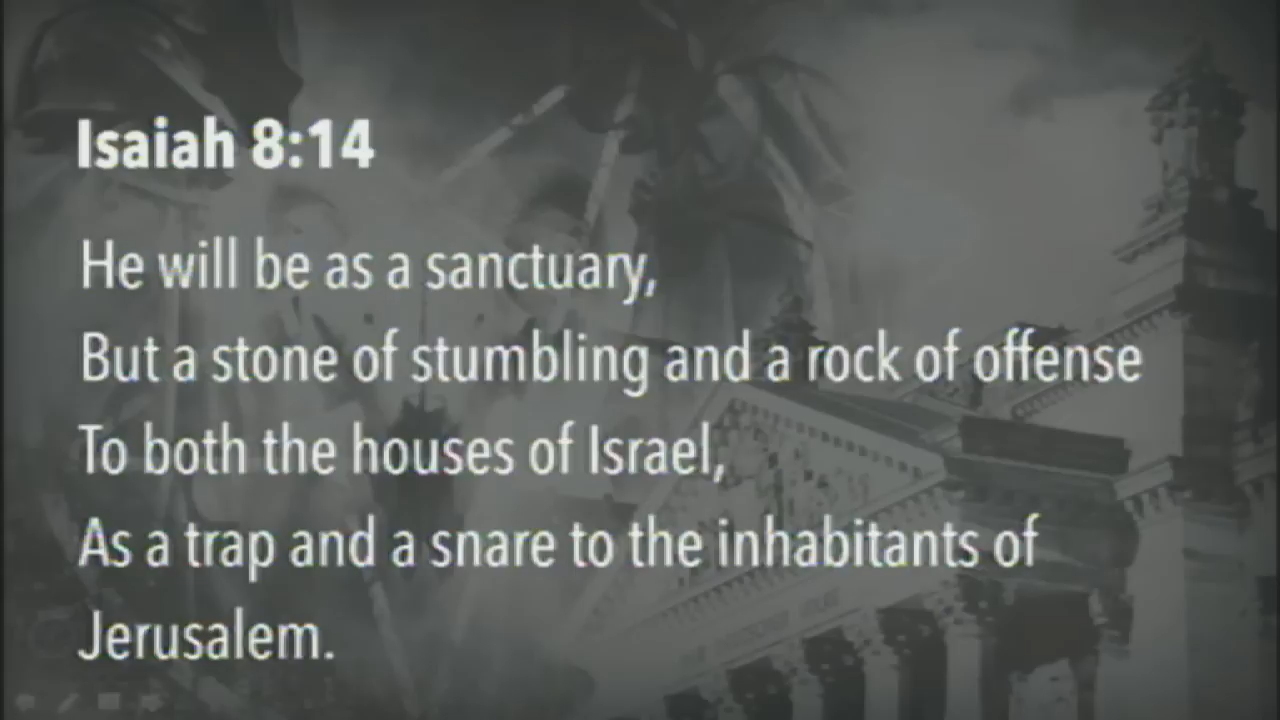 Isaiah 8:14
He will be as a sanctuary,
But a stone of stumbling and a rock of offense
To both the houses of Israel,
As a trap and a snare to the inhabitants of
Jerusalem.